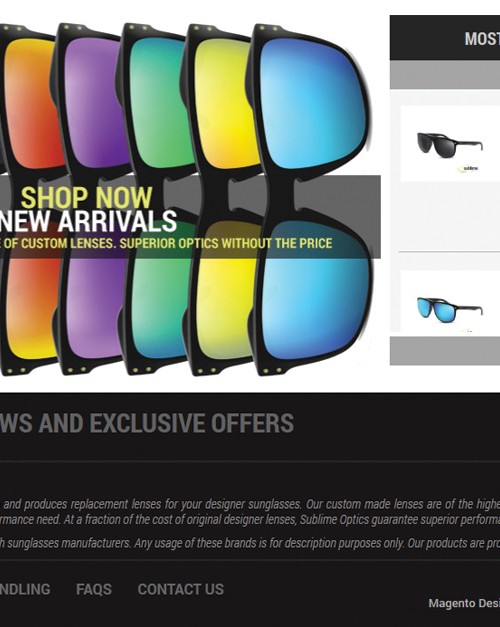 MOST
SHOP NOW
NEW ARRIVALS
E OF CUSTOM LENSES. SUPERIOR OPTICS WITHOUT THE PRICE
sublime
WS AND EXCLUSIVE OFFERS
and produces replacement lenses for your designer sunglasses. Our custom made lenses are of the highe
rmance need. At a fraction of the cost of original designer lenses, Sublime Optics guarantee superior performa
h sunglasses manufacturers. Any usage of these brands is for description purposes only. Our products are pro
NDLING FAQS CONTACT US
Magento Desi